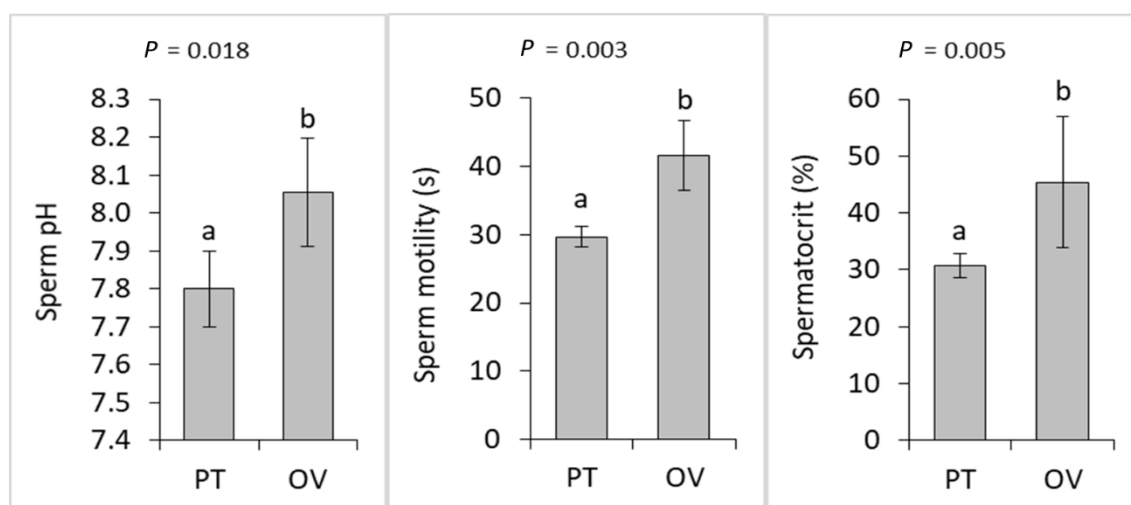 P = 0.018
Sperm pH
8.3
8.2
8.1
8.0
7.9
7.8
7.7
7.6
7.5
7.4
a
b
PT OV
P = 0.003
Sperm motility (s)
50
40
30
20
10
0
a
b
PT OV
P = 0.005
Spermatocrit (%)
60
50
40
30
20
10
0
a
b
PT OV